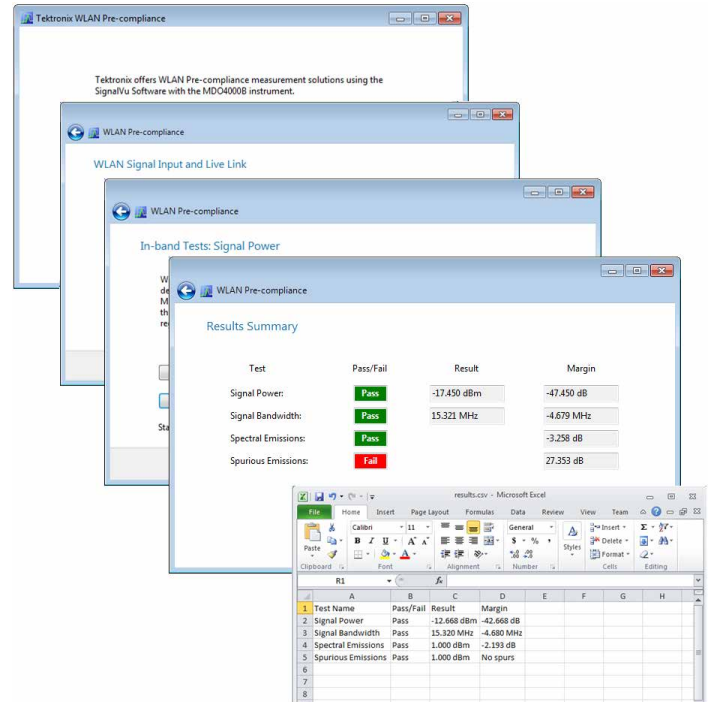 Tektronix WLAN Pre-compliance
Tektronix offers WLAN Pre-compliance measurement solutions using the
SignalVu Software with the MDO4000B instrument.
WLAN Pre-compliance
WLAN Signal Input and Live Link
WLAN Pre-compliance
In-band Tests: Signal Power
W
de
M
th
re
Sta
WLAN Pre-compliance
Results Summary
Test Pass/Fail Result Margin
Signal Power: Pass -17.450 dBm -47.450 dB
Signal Bandwidth: Pass 15.321 MHz -4.679 MHz
Spectral Emissions: Pass -3.258 dB
Spurious Emissions: Fail 27.353 dB
results.csv - Microsoft Excel
File Home Insert Page Layout Formulas Data Review View Team
Calibri 11 A A General Insert Σ
Paste B I U A $ % , Styles Delete
Format
Clipboard Font Alignment Number Cells Editing
R1 fx
A B C D E F G H
1 Test Name Pass/Fail Result Margin
2 Signal Power Pass -12.668 dBm -42.668 dB
3 Signal Bandwidth Pass 15.320 MHz -4.680 MHz
4 Spectral Emissions Pass 1.000 dBm -2.193 dB
5 Spurious Emissions Pass 1.000 dBm No spurs
6
7
8